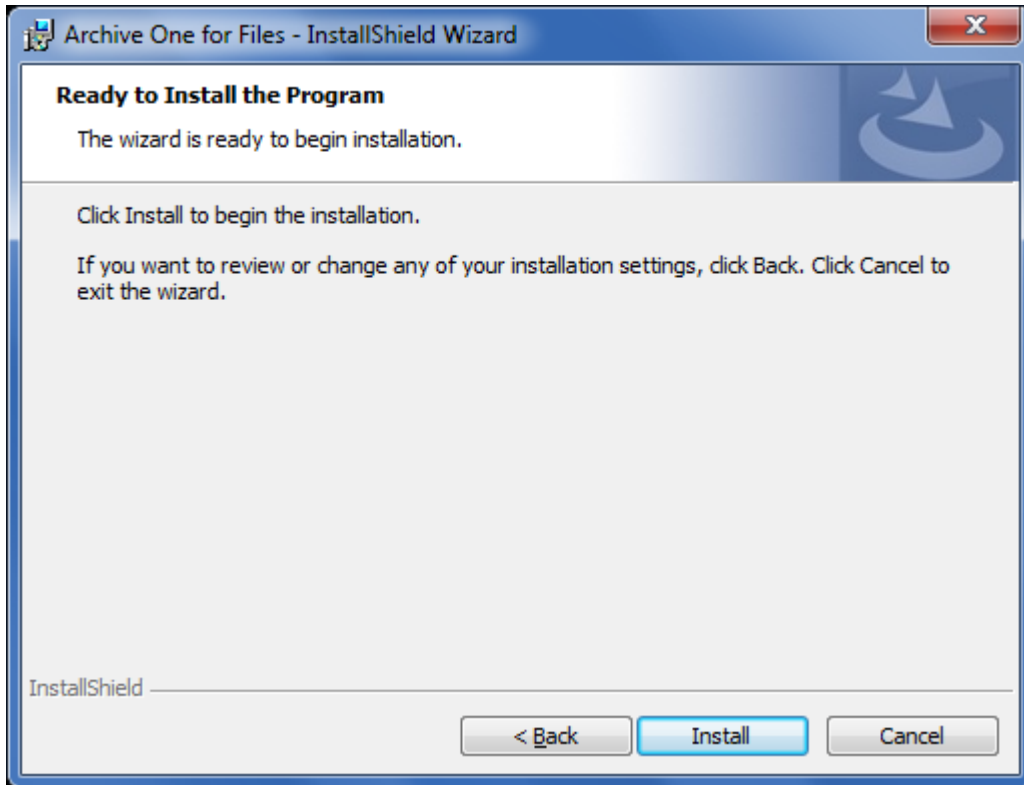 Archive One for Files - InstallShield Wizard
X
Ready to Install the Program
The wizard is ready to begin installation.
Click Install to begin the installation.
If you want to review or change any of your installation settings, click Back. Click Cancel to
exit the wizard.
InstallShield
< Back
Install
Cancel